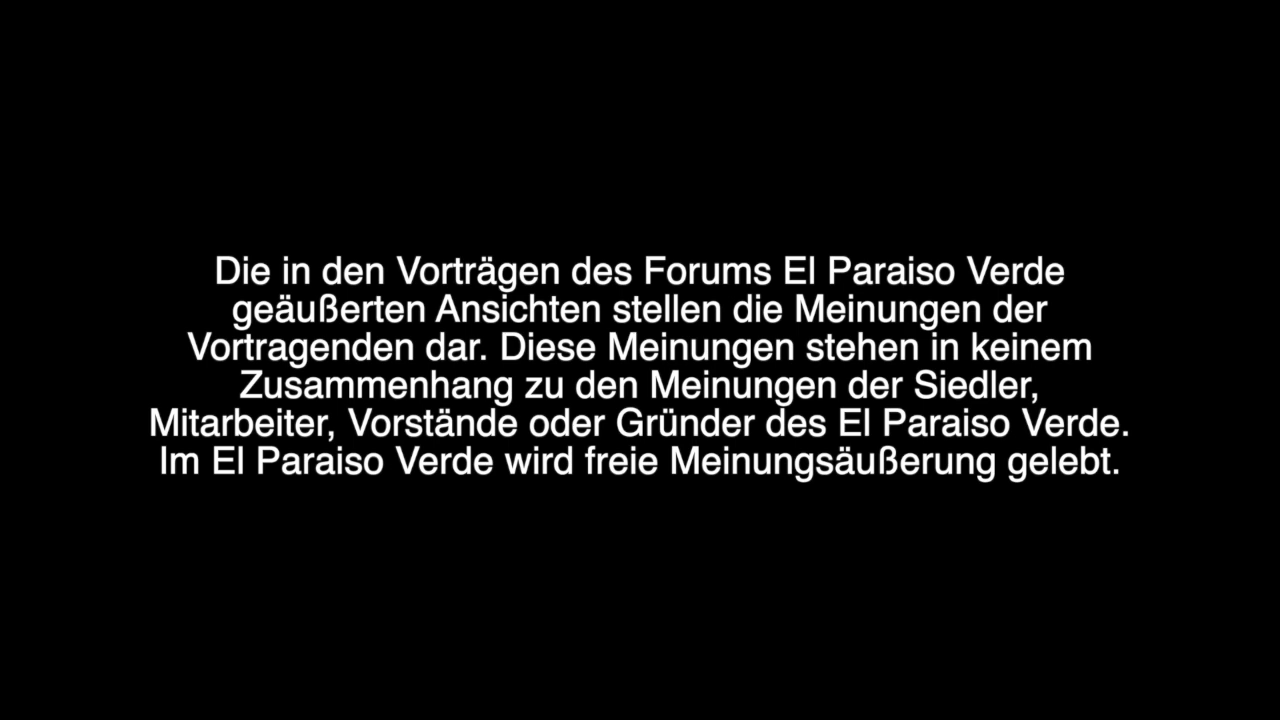 Die in den Vorträgen des Forums El Paraiso Verde
geäußerten Ansichten stellen die Meinungen der
Vortragenden dar. Diese Meinungen stehen in keinem
Zusammenhang zu den Meinungen der Siedler,
Mitarbeiter, Vorstände oder Gründer des El Paraiso Verde.
Im El Paraiso Verde wird freie Meinungsäußerung gelebt.